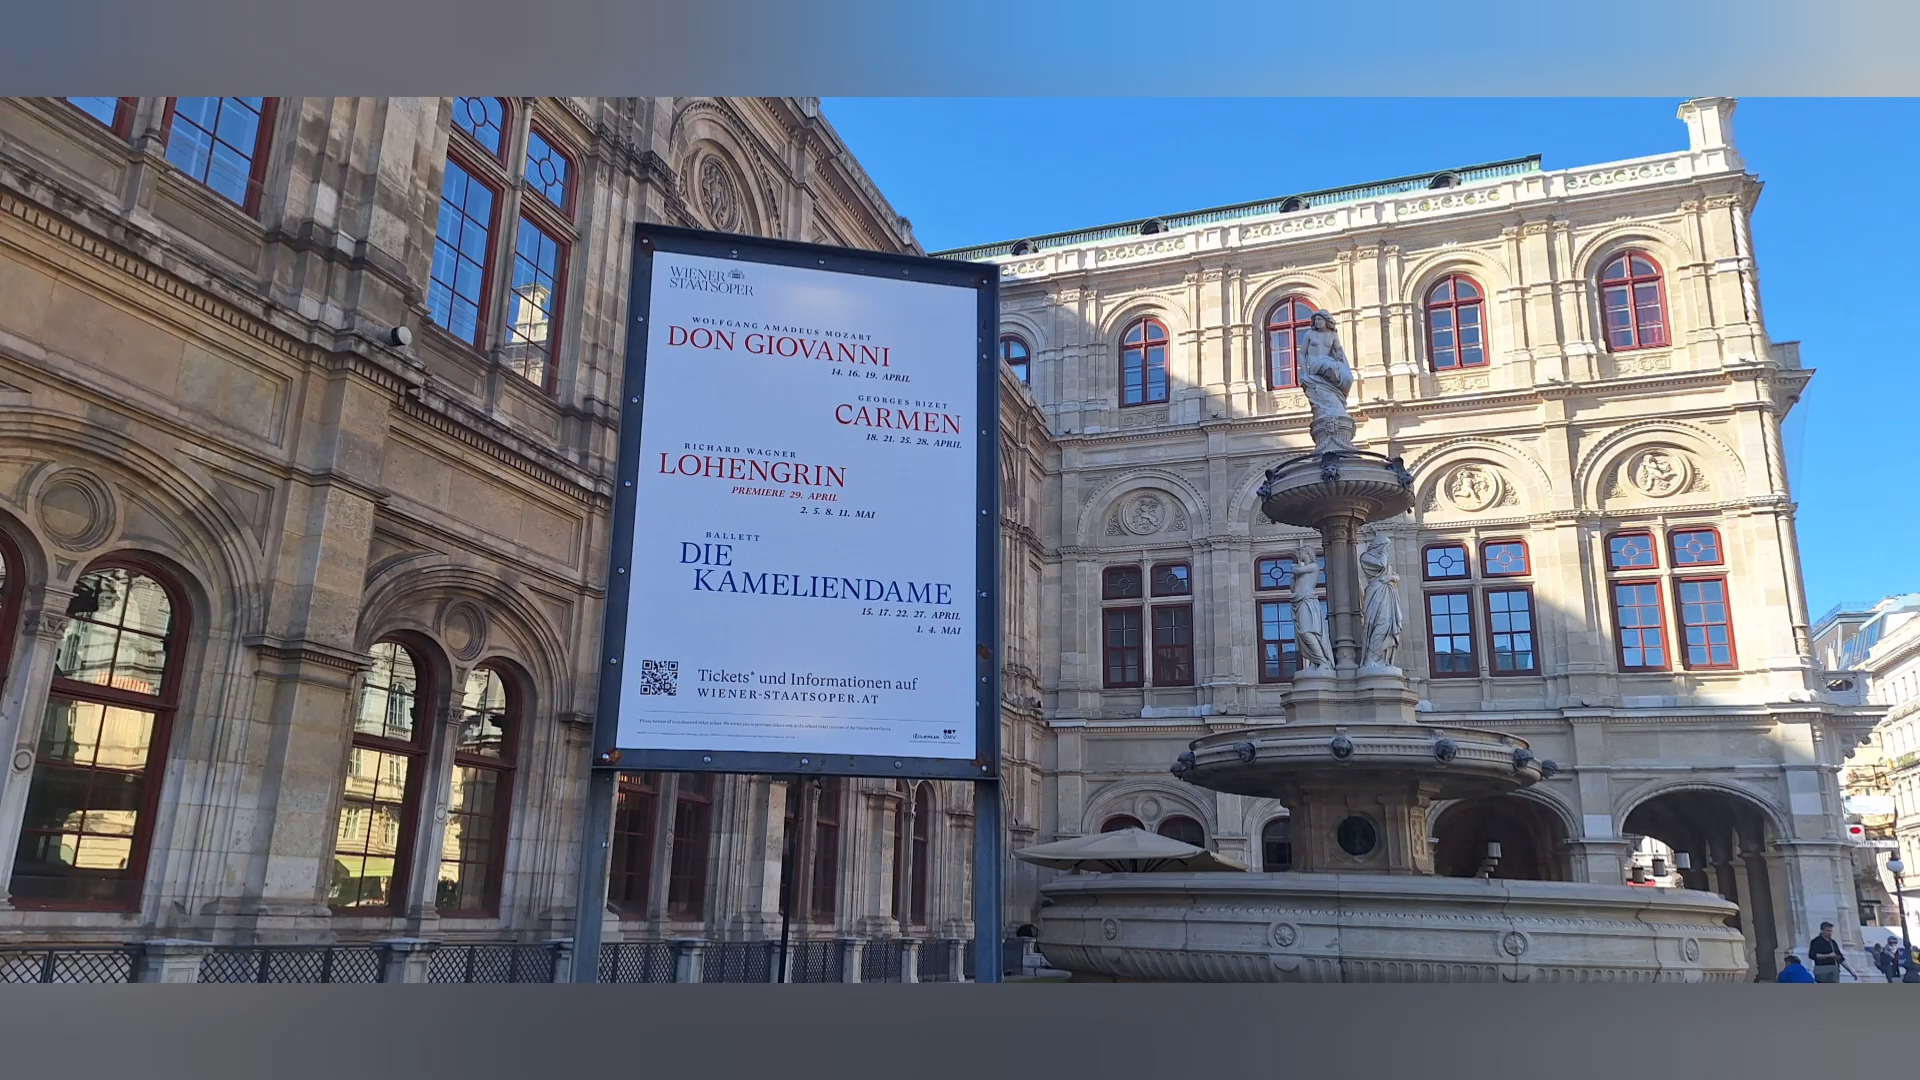 WIENER
STAATSOPER
WOLFGANG AMADEUS MOZART
DON GIOVANNI
14. 16. 19. APRIL
GEORGES BIZET
CARMEN
18. 21. 25. 28. APRIL
RICHARD WAGNER
LOHENGRIN
PREMIERE 29. APRIL
2. 5. 8. 11. MAI
BALLETT
DIE
KAMELIENDAME
15. 17. 22. 27. APRIL
1. 4. MAI
Tickets* und Informationen auf
WIENER-STAATSOPER.AT
LEXUS
OMV